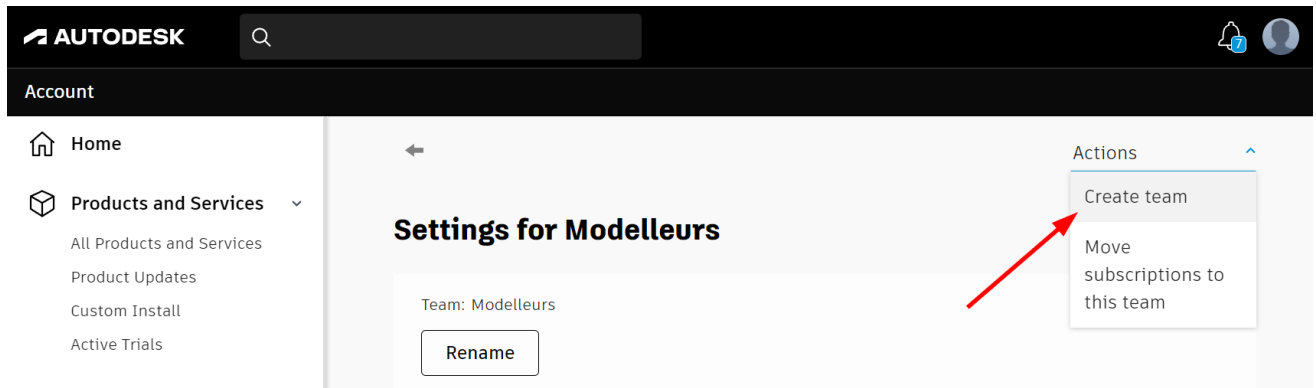 AUTODESK
7
Account
Home
Products and Services
All Products and Services
Product Updates
Custom Install
Active Trials
Actions
Create team
Move
subscriptions to
this team
Settings for Modelleurs
Team: Modelleurs
Rename